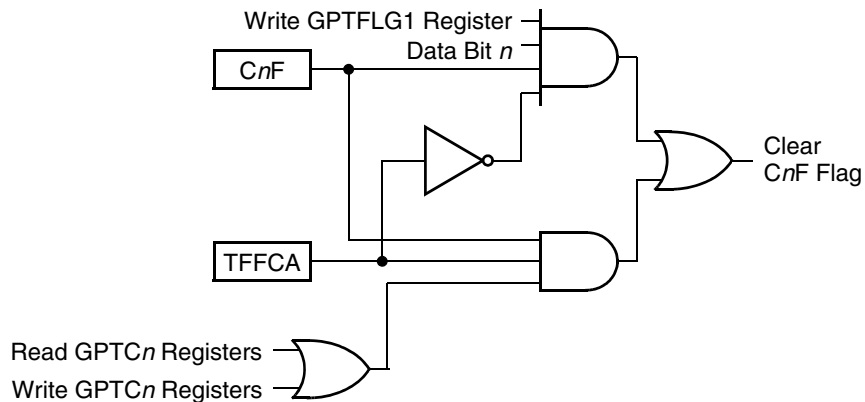 Write GPTFLG1 Register
Data Bit n
CnF
Clear
CnF Flag
TFFCA
Read GPTCn Registers
Write GPTCn Registers